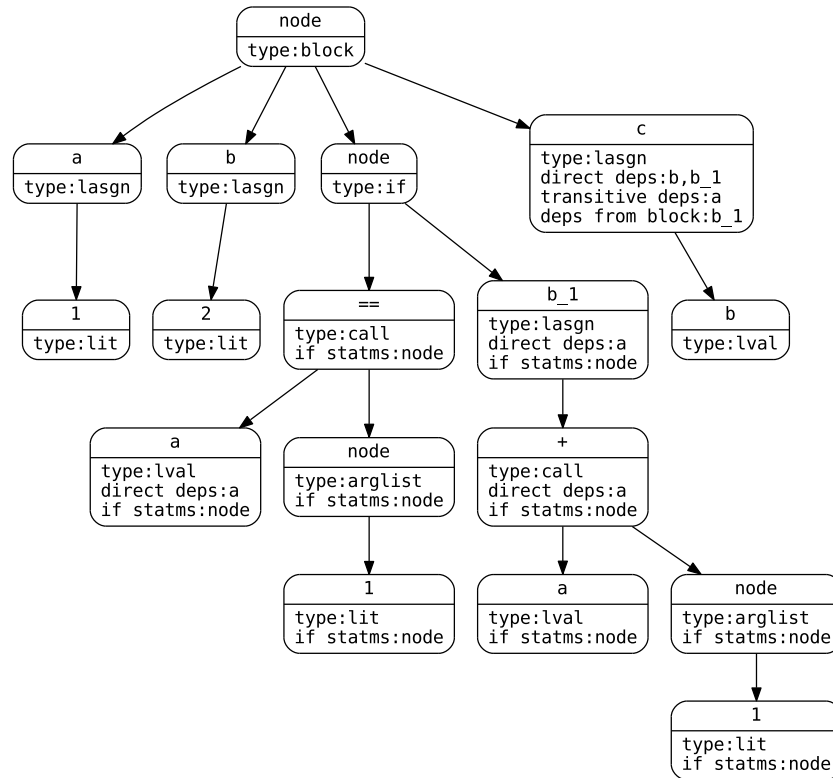 node
type:block
a
type:lasgn
b
type:lasgn
node
type:if
c
type:lasgn
direct deps:b,b_1
transitive deps:a
deps from block:b_1
1
type:lit
2
type:lit
==
type:call
if statms:node
b_1
type:lasgn
direct deps:a
if statms:node
b
type:lval
a
type:lval
direct deps:a
if statms:node
node
type:arglist
if statms:node
+
type:call
direct deps:a
if statms:node
1
type:lit
if statms:node
a
type:lval
if statms:node
node
type:arglist
if statms:node
1
type:lit
if statms:node